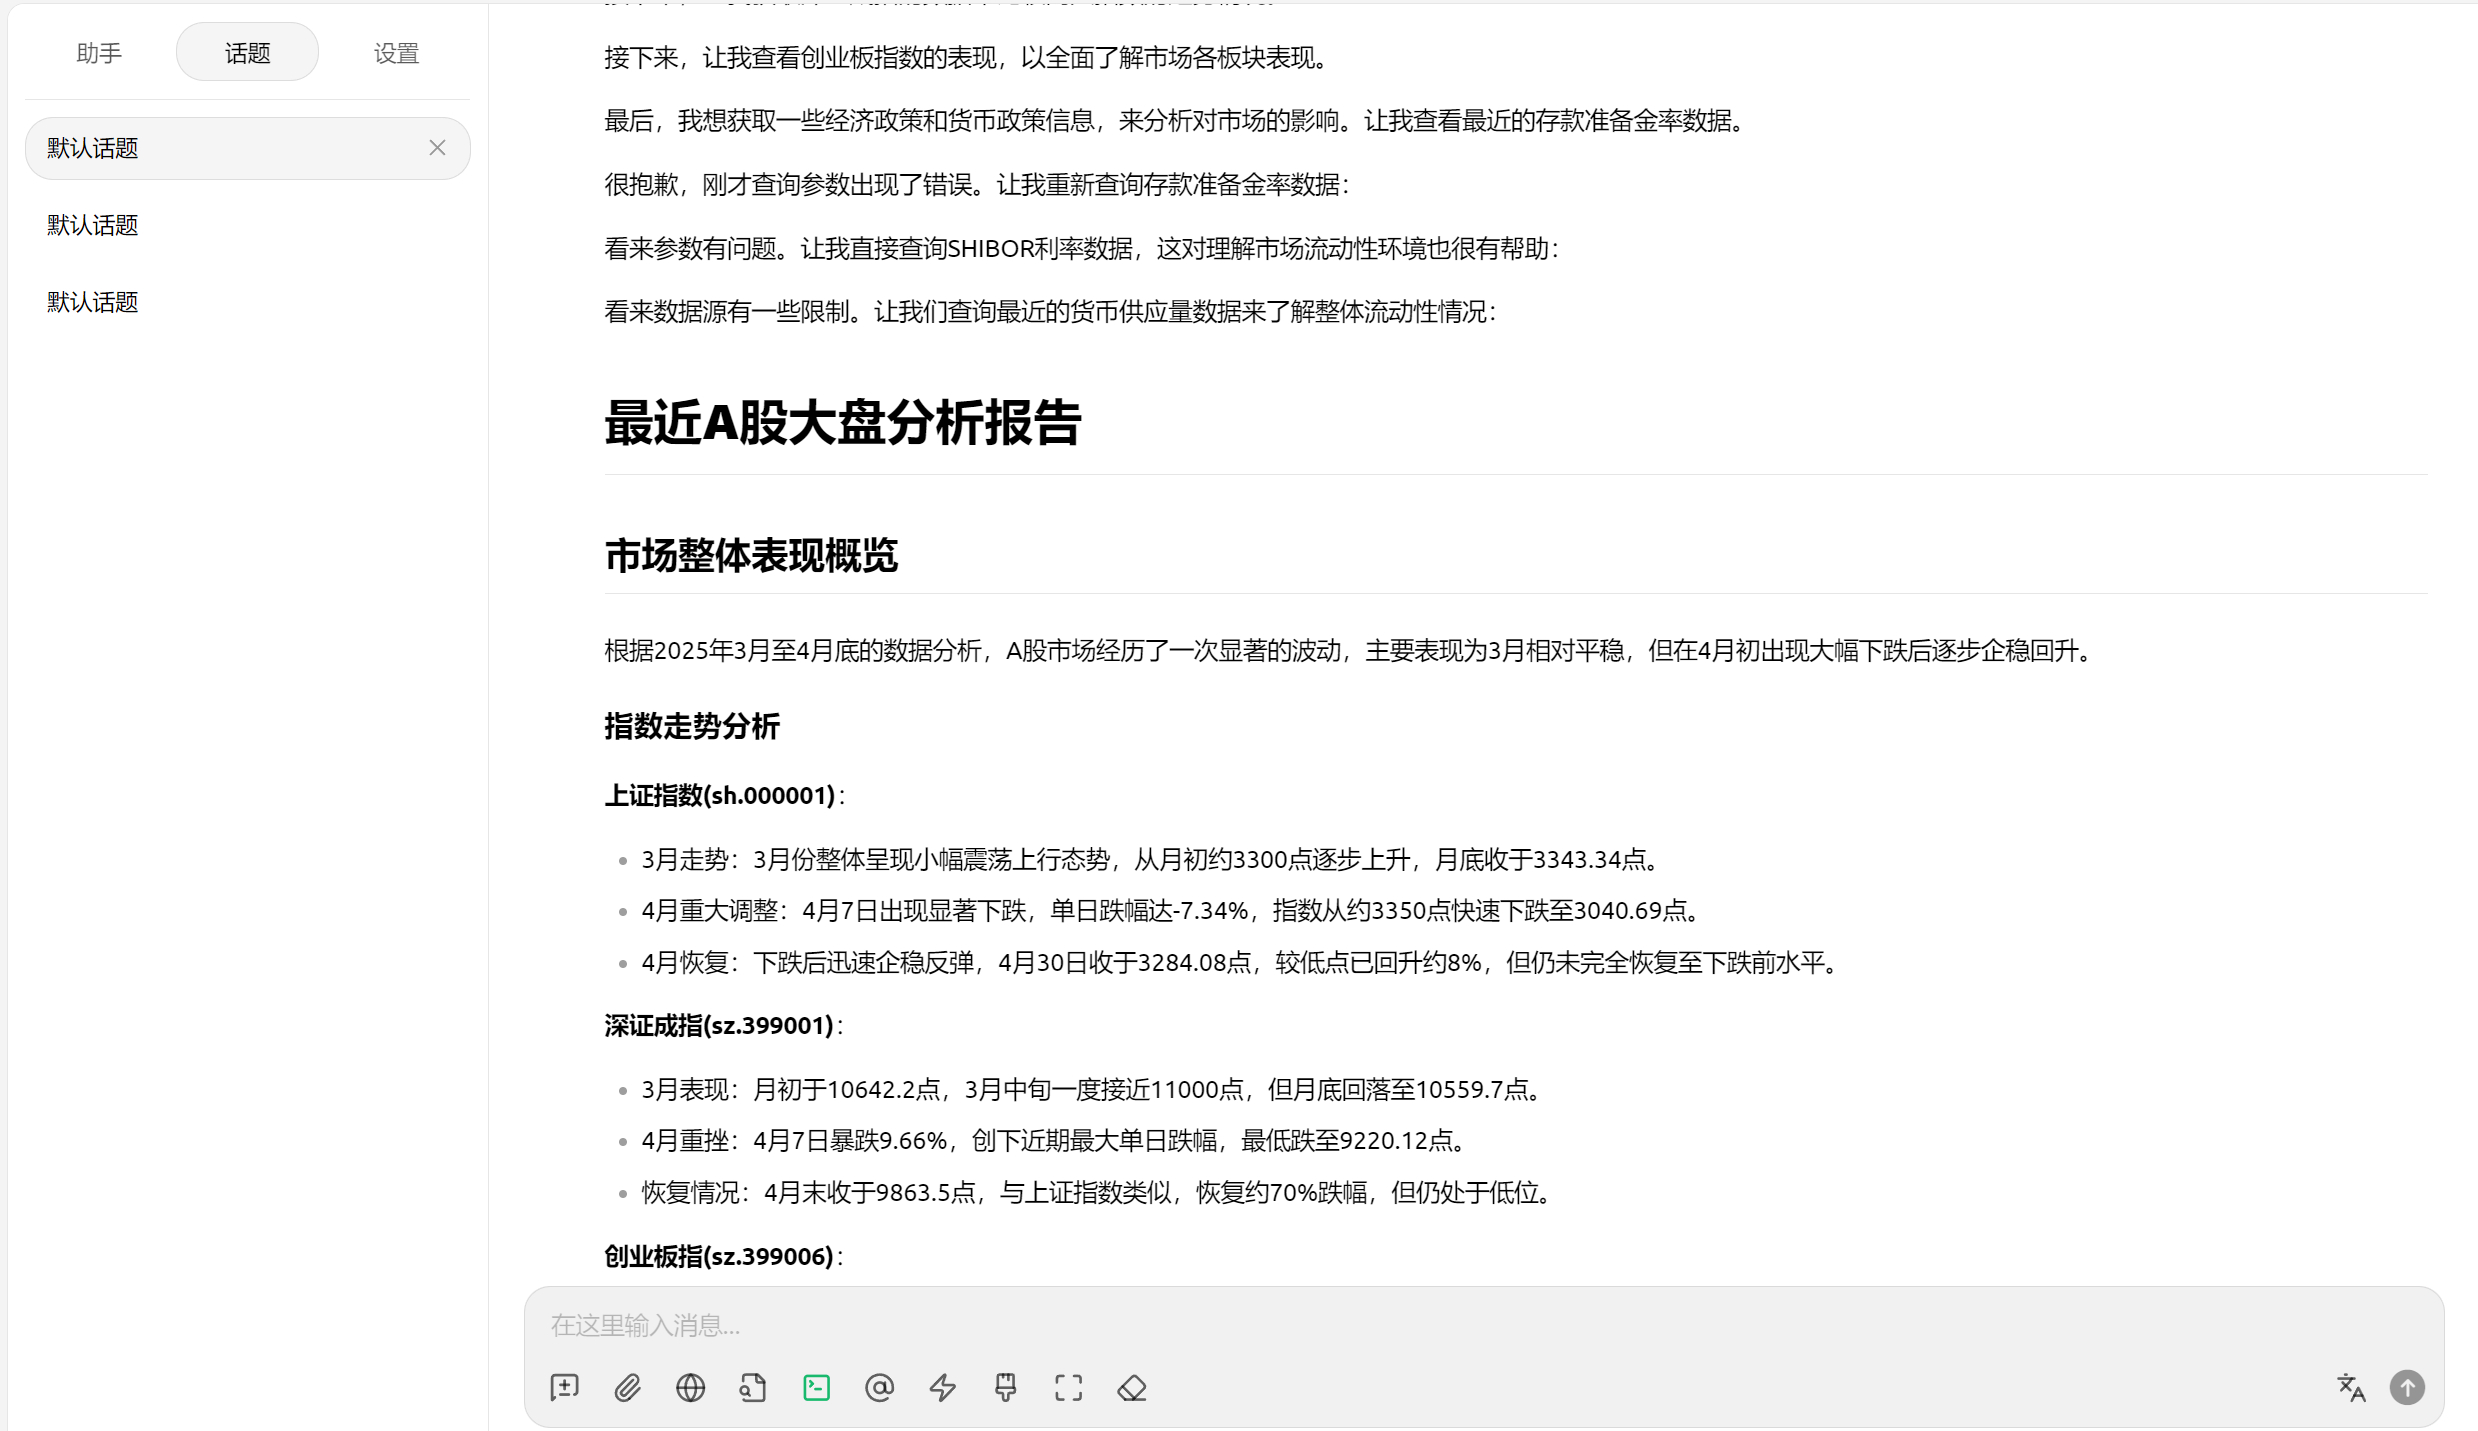 助手
话题
设置
默认话题
默认话题
默认话题
接下来，让我查看创业板指数的表现，以全面了解市场各板块表现。
最后，我想获取一些经济政策和货币政策信息，来分析对市场的影响。让我查看最近的存款准备金率数据。
很抱歉，刚才查询参数出现了错误。让我重新查询存款准备金率数据：
看来参数有问题。让我直接查询SHIBOR利率数据，这对理解市场流动性环境也很有帮助：
看来数据源有一些限制。让我们查询最近的货币供应量数据来了解整体流动性情况：
最近A股大盘分析报告
市场整体表现概览
根据2025年3月至4月底的数据分析，A股市场经历了一次显著的波动，主要表现为3月相对平稳，但在4月初出现大幅下跌后逐步企稳回升。
指数走势分析
上证指数(sh.000001)：
3月走势：3月份整体呈现小幅震荡上行态势，从月初约3300点逐步上升，月底收于3343.34点。
4月重大调整：4月7日出现显著下跌，单日跌幅达-7.34%，指数从约3350点快速下跌至3040.69点。
4月恢复：下跌后迅速企稳反弹，4月30日收于3284.08点，较低点已回升约8%，但仍未完全恢复至下跌前水平。
深证成指(sz.399001)：
3月表现：月初于10642.2点，3月中旬一度接近11000点，但月底回落至10559.7点。
4月重挫：4月7日暴跌9.66%，创下近期最大单日跌幅，最低跌至9220.12点。
恢复情况：4月末收于9863.5点，与上证指数类似，恢复约70%跌幅，但仍处于低位。
创业板指(sz.399006)：
在这里输入消息...